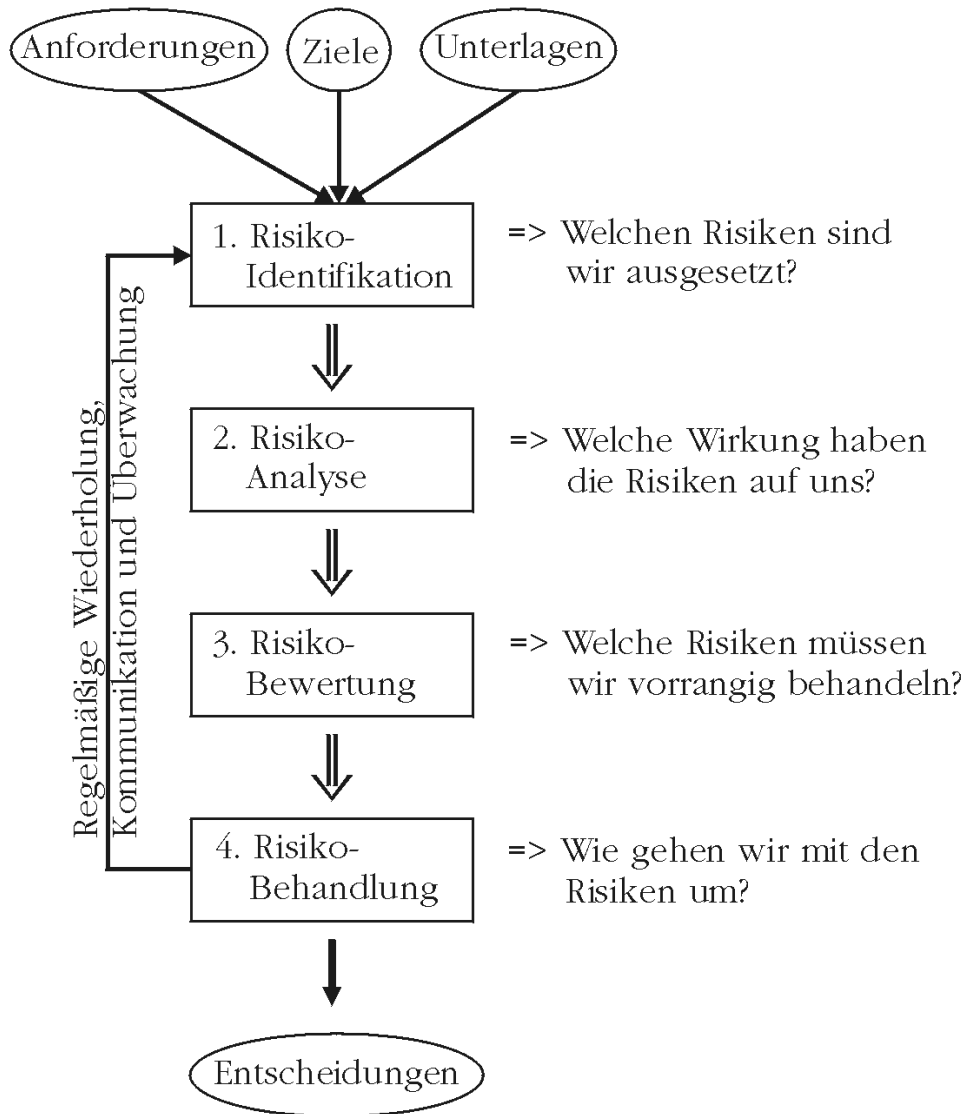 Anforderungen
Ziele
Unterlagen
1. Risiko-
Identifikation
=> Welchen Risiken sind
wir ausgesetzt?
2. Risiko-
Analyse
=> Welche Wirkung haben
die Risiken auf uns?
3. Risiko-
Bewertung
=> Welche Risiken müssen
wir vorrangig behandeln?
4. Risiko-
Behandlung
=> Wie gehen wir mit den
Risiken um?
Regelmäßige Wiederholung,
Kommunikation und Überwachung
Entscheidungen